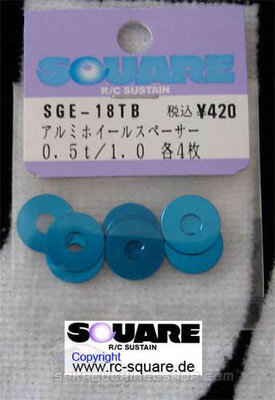 SQUARE
R/C SUSTAIN
SGE-18TB 税込 ¥420
アルミホイールスペーサー
0.5t/1.0 各4枚
SQUARE
R/C SUSTAIN
Copyright
www.rc-square.de